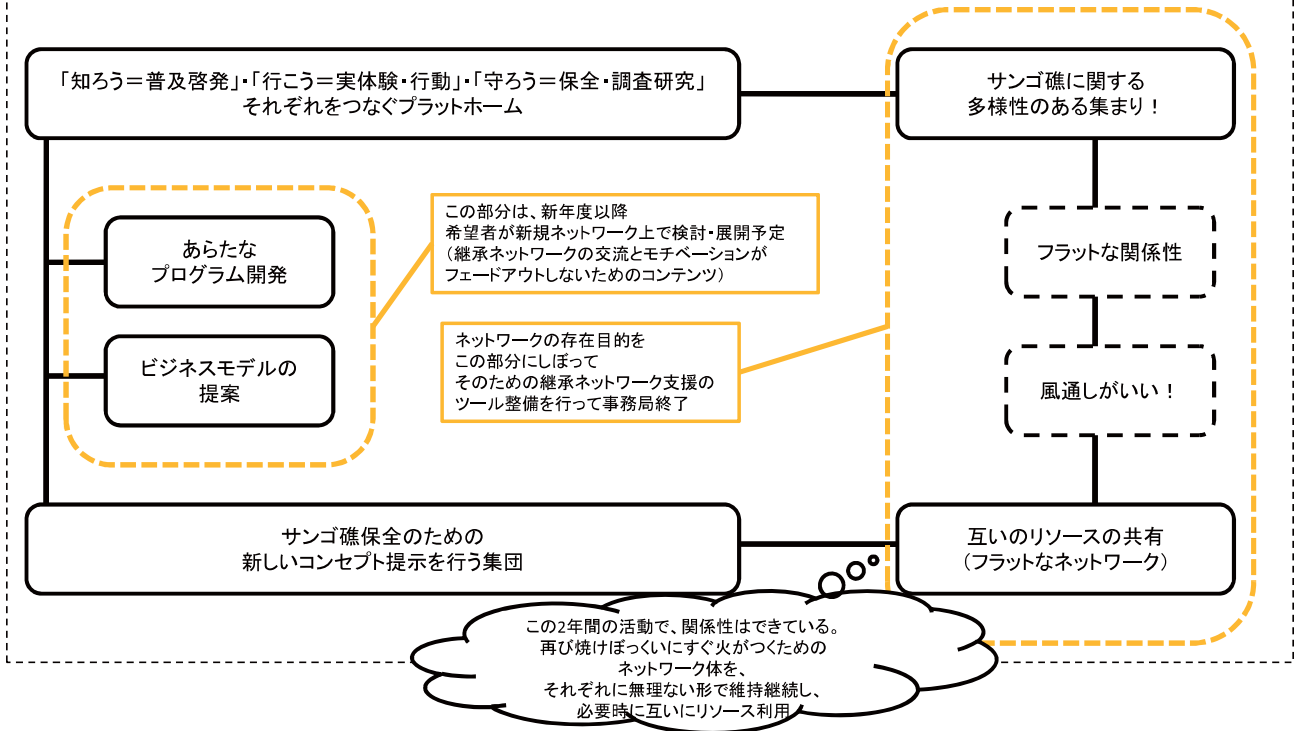 「知ろう＝普及啓発」・「行こう＝実体験・行動」・「守ろう＝保全・調査研究」
それぞれをつなぐプラットホーム
サンゴ礁に関する
多様性のある集まり！
あらたな
プログラム開発
この部分は、新年度以降
希望者が新規ネットワーク上で検討・展開予定
（継承ネットワークの交流とモチベーションが
フェードアウトしないためのコンテンツ）
フラットな関係性
ビジネスモデルの
提案
ネットワークの存在目的を
この部分にしぼって
そのための継承ネットワーク支援の
ツール整備を行って事務局終了
風通しがいい！
サンゴ礁保全のための
新しいコンセプト提示を行う集団
互いのリソースの共有
（フラットなネットワーク）
この2年間の活動で、関係性はできている。
再び焼けぼっくいにすぐ火がつくための
ネットワーク体を、
それぞれに無理ない形で維持継続し、
必要時に互いにリソース利用